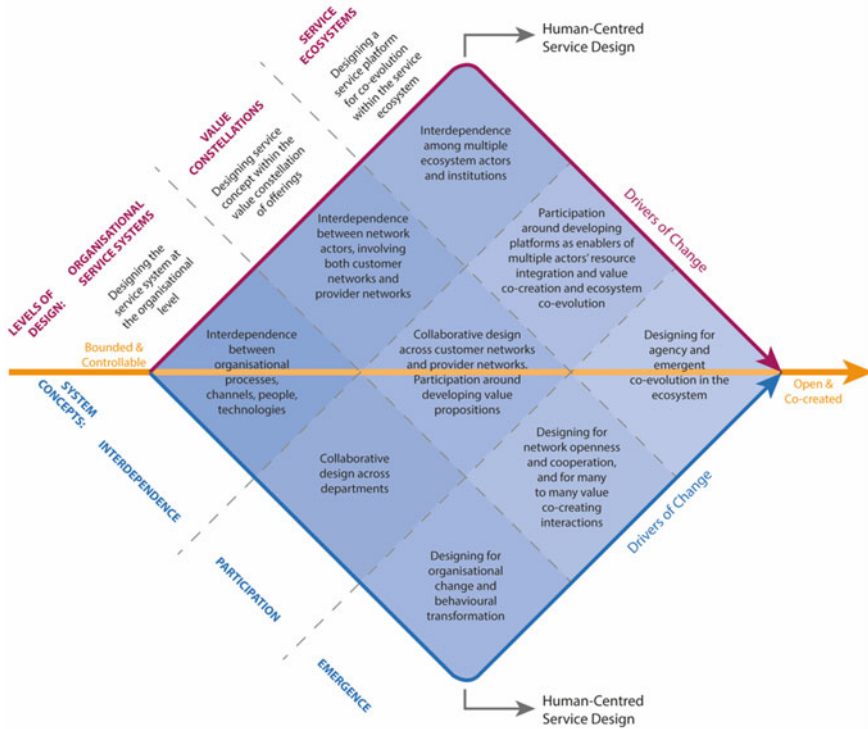 Human-Centred
Service Design
SERVICE
ECOSYSTEMS
Designing a
service platform
for co-evolution
within the service
ecosystem
VALUE
CONSTELLATIONS
Designing service
concept within the
value constellation
of offerings
LEVELS OF
DESIGN:
ORGANISATIONAL
SERVICE SYSTEMS
Designing the
service system at
the organisational
level
Interdependence
among multiple
ecosystem actors
and institutions
Interdependence
between network
actors, involving
both customer
networks and
provider networks
Participation
around developing
platforms as enablers of
multiple actors' resource
integration and value
co-creation and ecosystem
co-evolution
Drivers of Change
Bounded &
Controllable
Interdependence
between
organisational
processes,
channels, people,
technologies
Collaborative design
across customer networks
and provider networks.
Participation around
developing value
propositions
Designing for
agency and
emergent
co-evolution in the
ecosystem
Open &
Co-created
SYSTEM
CONCEPTS:
INTERDEPENDENCE
Collaborative
design across
departments
Designing for
network openness
and cooperation,
and for many
to many value
co-creating
interactions
Drivers of Change
PARTICIPATION
Designing for
organisational
change and
behavioural
transformation
EMERGENCE
Human-Centred
Service Design